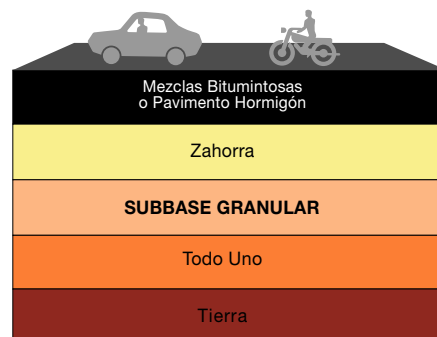 Mezclas Bitumintosas
o Pavimento Hormigón
Zahorra
SUBBASE GRANULAR
Todo Uno
Tierra